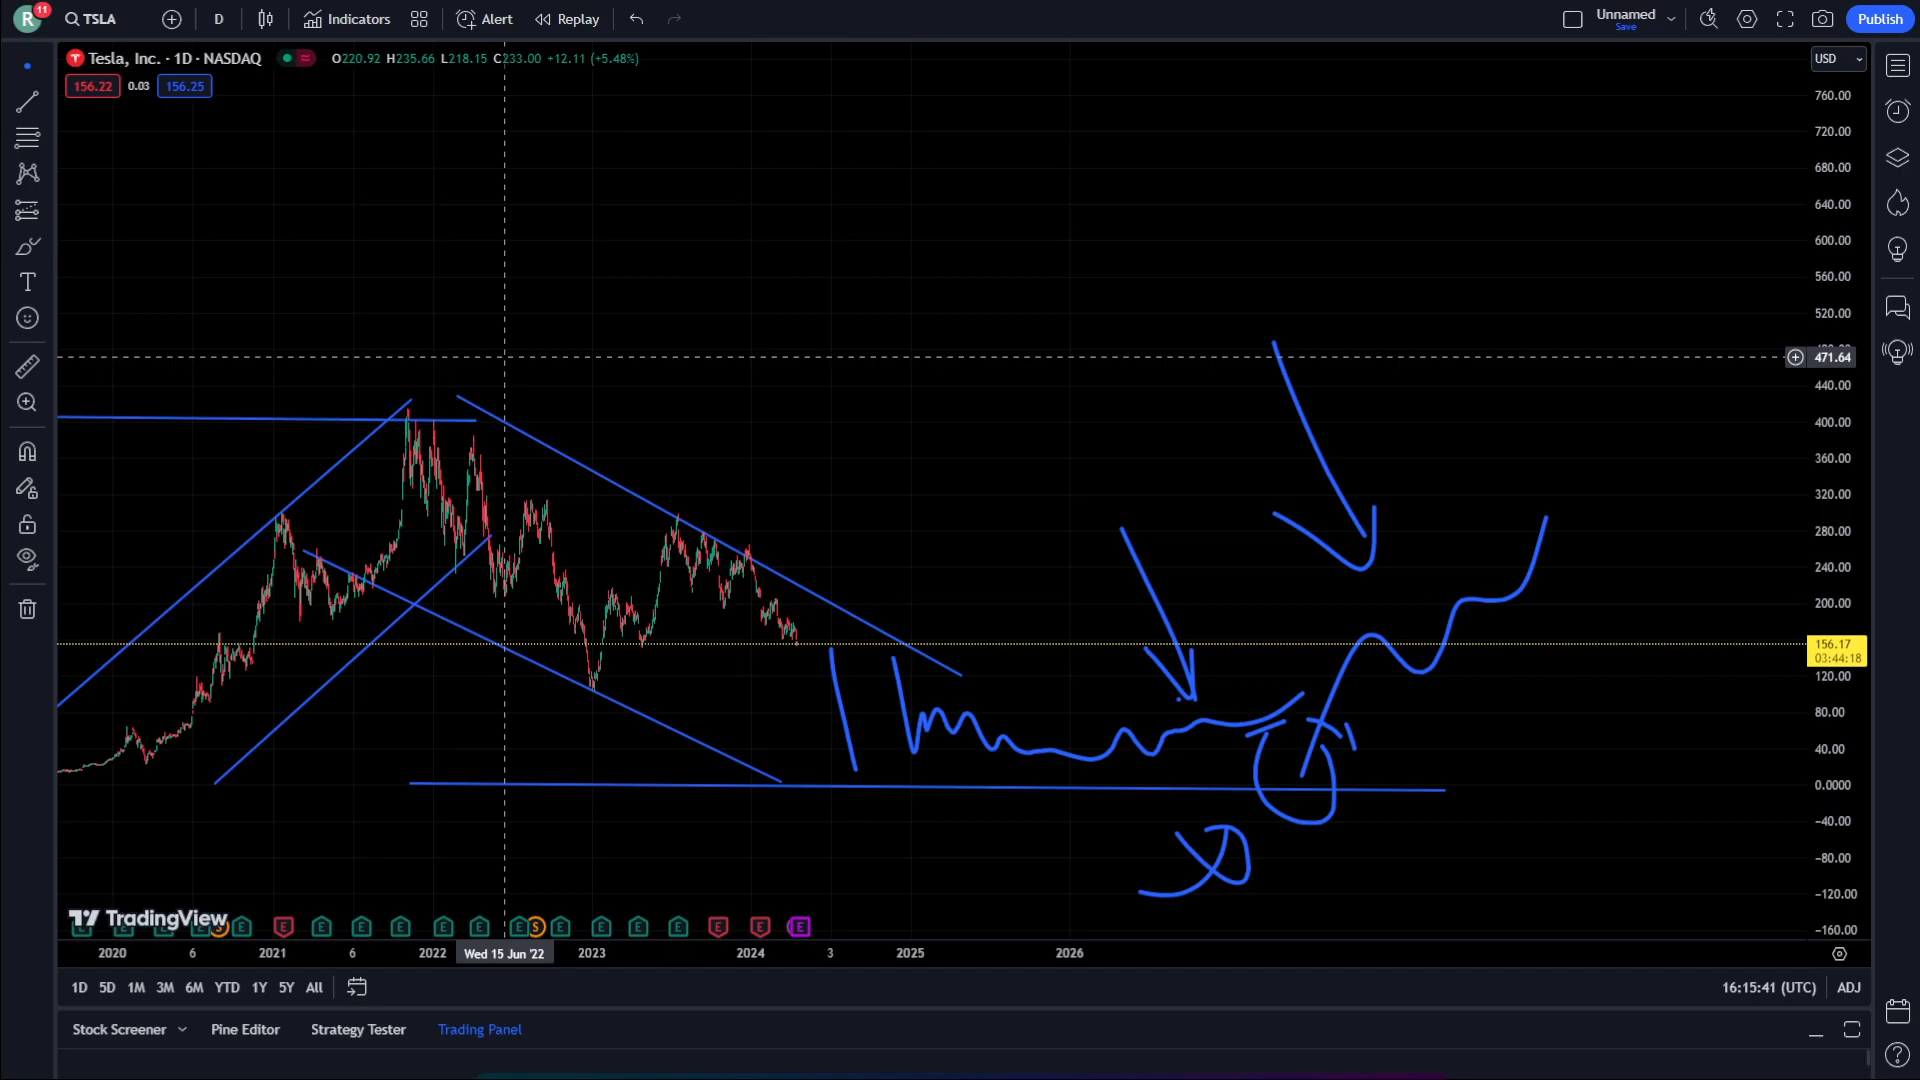 R
11
TSLA
D
Indicators
Alert
Replay
Unnamed
Save
Publish
Tesla, Inc. · 1D · NASDAQ
O220.92 H235.66 L218.15 C233.00 +12.11 (+5.48%)
USD
156.22
0.03
156.25
760.00
720.00
680.00
640.00
600.00
560.00
520.00
471.64
440.00
400.00
360.00
320.00
280.00
240.00
200.00
156.17
03:44:18
120.00
80.00
40.00
0.0000
−40.00
−80.00
−120.00
−160.00
TradingView
E E E E E S E E E E E E E S E E E E E E E
2020 6 2021 6 2022 Wed 15 Jun '22 2023 2024 3 2025 2026
1D 5D 1M 3M 6M YTD 1Y 5Y All
16:15:41 (UTC) ADJ
Stock Screener Pine Editor Strategy Tester Trading Panel